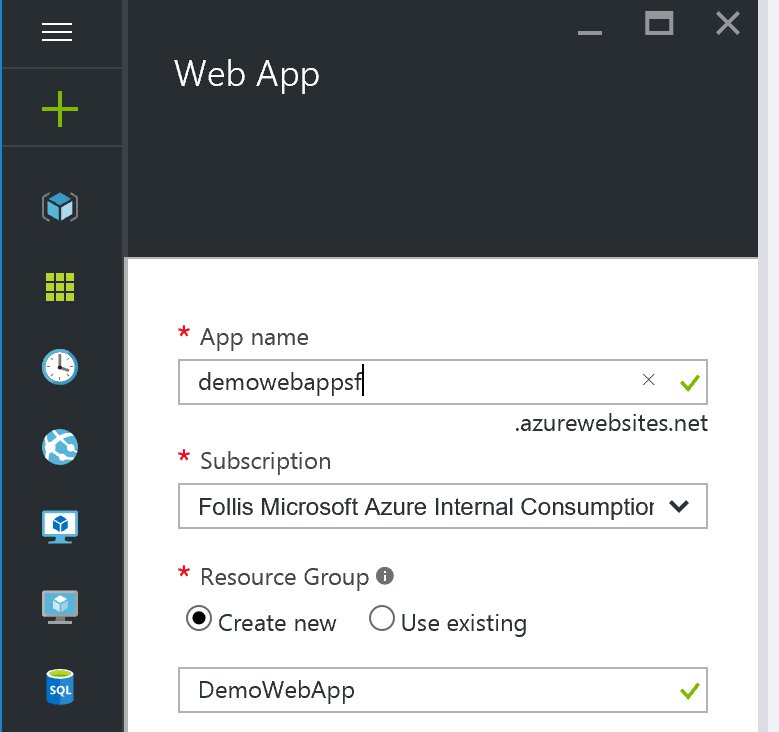 Web App
* App name
demowebappsf
.azurewebsites.net
* Subscription
Follis Microsoft Azure Internal Consumption
* Resource Group
Create new Use existing
DemoWebApp
SQL